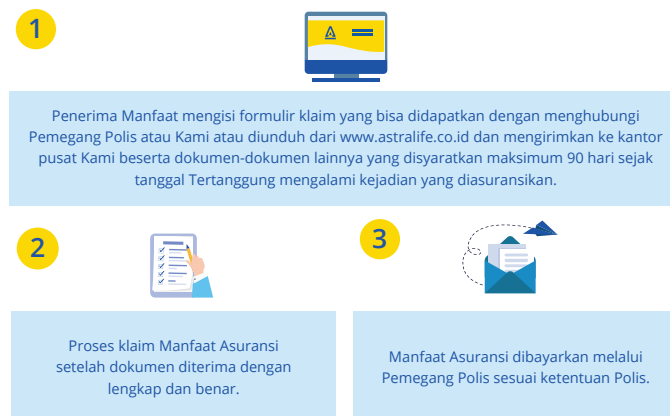 1
Penerima Manfaat mengisi formulir klaim yang bisa didapatkan dengan menghubungi
Pemegang Polis atau Kami atau diunduh dari www.astralife.co.id dan mengirimkan ke kantor
pusat Kami beserta dokumen-dokumen lainnya yang disyaratkan maksimum 90 hari sejak
tanggal Tertanggung mengalami kejadian yang diasuransikan.
2
Proses klaim Manfaat Asuransi
setelah dokumen diterima dengan
lengkap dan benar.
3
Manfaat Asuransi dibayarkan melalui
Pemegang Polis sesuai ketentuan Polis.